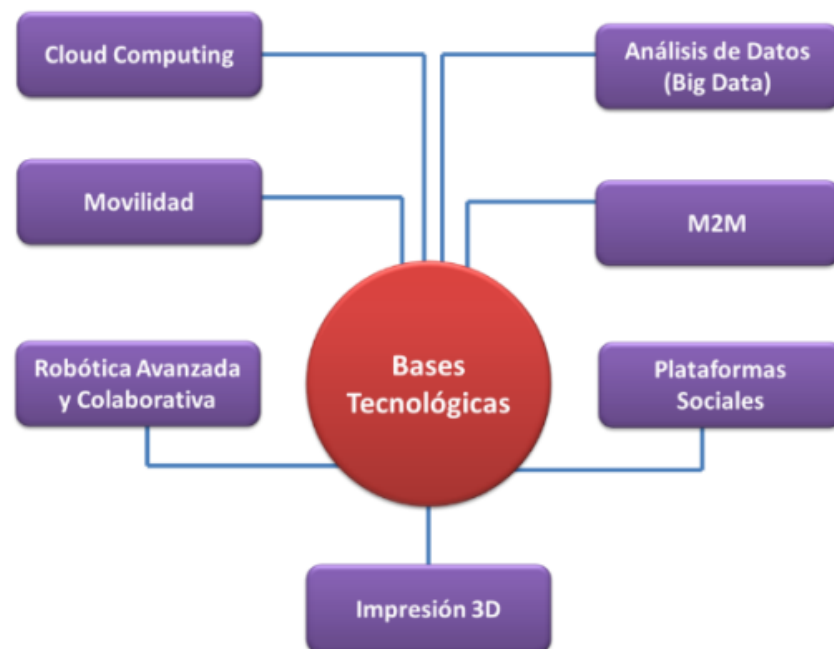 Cloud Computing
Análisis de Datos
(Big Data)
Movilidad
M2M
Robótica Avanzada
y Colaborativa
Bases
Tecnológicas
Plataformas
Sociales
Impresión 3D